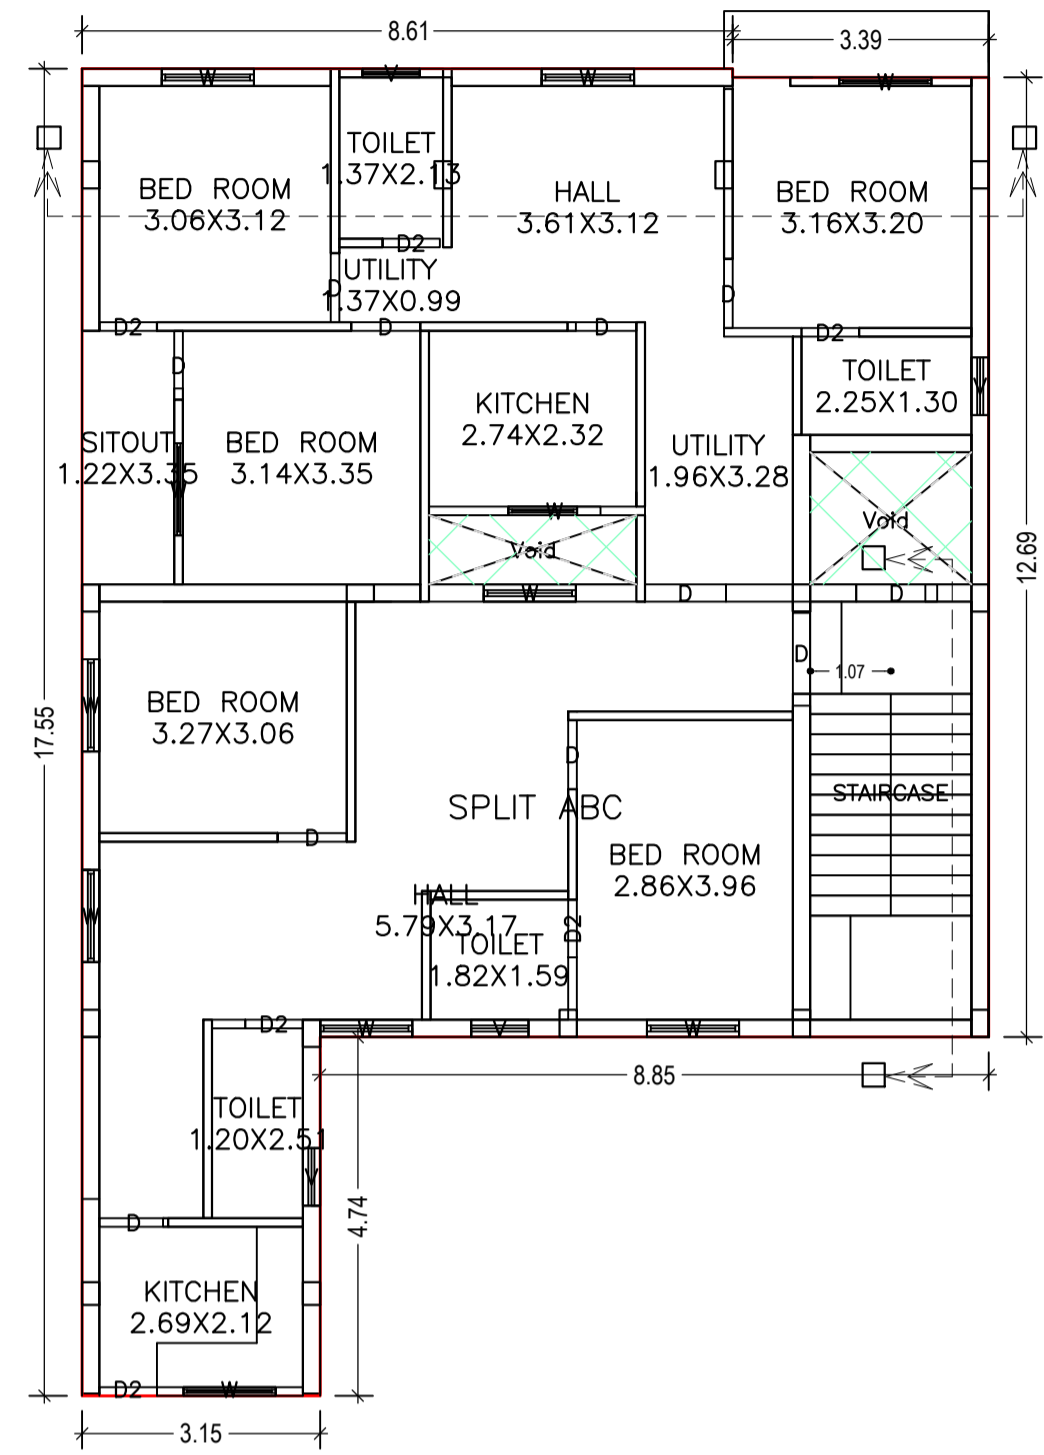 8.61
3.39
W
V
W
W
TOILET
1.37X2.13
BED ROOM
3.06X3.12
HALL
3.61X3.12
BED ROOM
3.16X3.20
D2
UTILITY
1.37X0.99
D
D
D2
D
D
D2
D
TOILET
2.25X1.30
KITCHEN
2.74X2.32
SITOUT
1.22X3.35
BED ROOM
3.14X3.35
UTILITY
1.96X3.28
W
Void
Void
12.69
W
D
D
D
1.07
BED ROOM
3.27X3.06
17.55
D
STAIRCASE
SPLIT ABC
D
BED ROOM
2.86X3.96
HALL
5.79X3.17
D2
TOILET
1.82X1.59
D2
W
V
W
8.85
TOILET
1.20X2.51
4.74
D
KITCHEN
2.69X2.12
D2
W
3.15